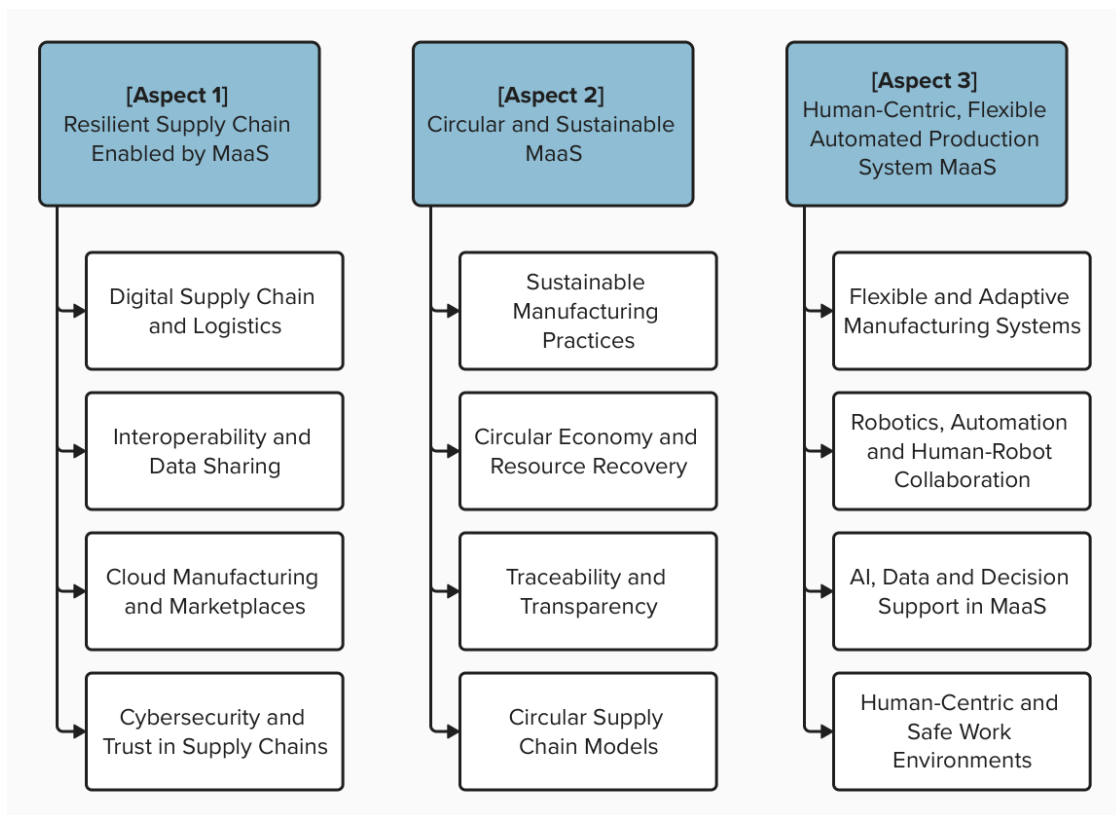 [Aspect 1]
Resilient Supply Chain
Enabled by MaaS
Digital Supply Chain
and Logistics
Interoperability and
Data Sharing
Cloud Manufacturing
and Marketplaces
Cybersecurity and
Trust in Supply Chains
[Aspect 2]
Circular and Sustainable
MaaS
Sustainable
Manufacturing
Practices
Circular Economy and
Resource Recovery
Traceability and
Transparency
Circular Supply
Chain Models
[Aspect 3]
Human-Centric, Flexible
Automated Production
System MaaS
Flexible and Adaptive
Manufacturing Systems
Robotics, Automation
and Human-Robot
Collaboration
AI, Data and Decision
Support in MaaS
Human-Centric and
Safe Work
Environments